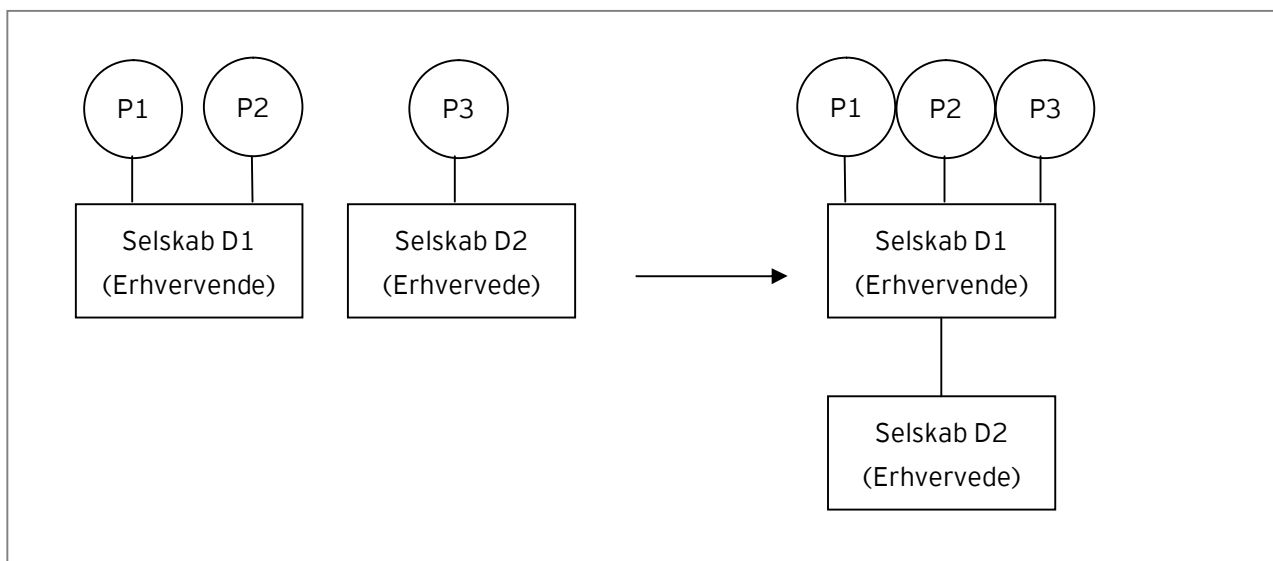 P1
P2
P3
Selskab D1
(Erhvervende)
Selskab D2
(Erhvervede)
P1
P2
P3
Selskab D1
(Erhvervende)
Selskab D2
(Erhvervede)